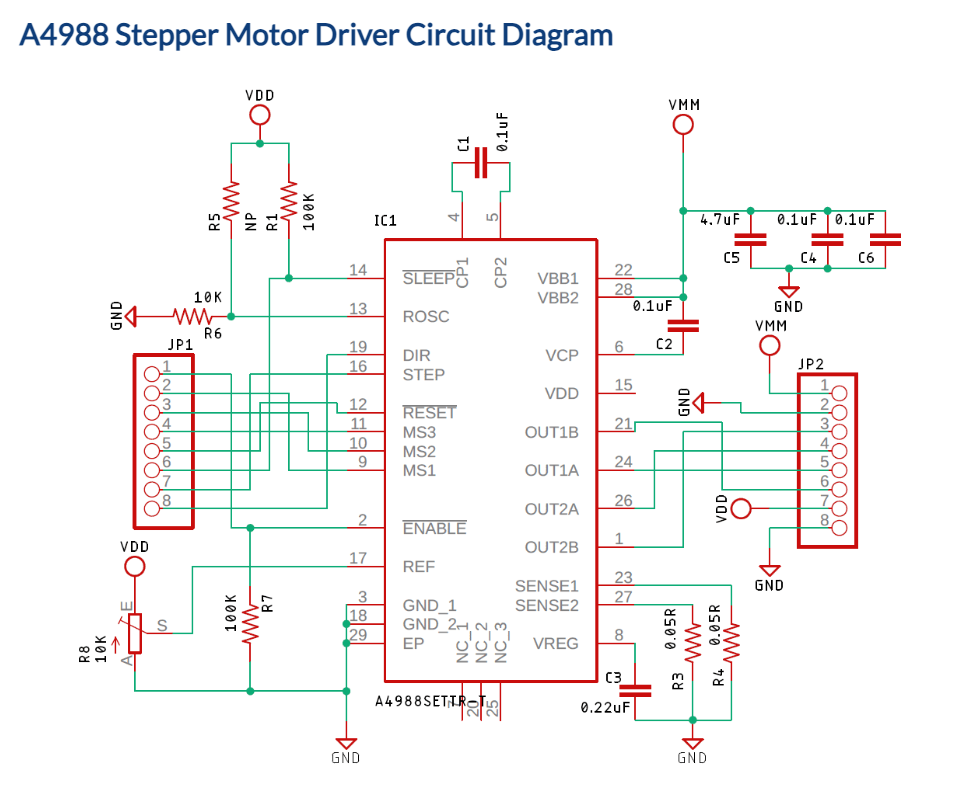 A4988 Stepper Motor Driver Circuit Diagram
VDD
VMM
C1
0.1uF
R5
NP
R1
100K
4
5
IC1
4.7uF
0.1uF
0.1uF
C5
C4
C6
GND
14
SLEEP
CP1
CP2
VBB1
22
VBB2
28
0.1uF
C2
10K
GND
R6
13
ROSC
VMM
JP1
1
2
3
4
5
6
7
8
19
DIR
16
STEP
12
RESET
11
MS3
10
MS2
9
MS1
2
ENABLE
17
REF
3
GND_1
18
GND_2
29
EP
VCP
6
VDD
15
OUT1B
21
OUT1A
24
OUT2A
26
OUT2B
1
SENSE1
23
SENSE2
27
VREG
8
NC_1
NC_2
NC_3
JP2
1
2
3
4
5
6
7
8
GND
VDD
GND
VDD
E
S
A
R8
10K
100K
R7
0.05R
0.05R
R3
R4
C3
0.22uF
A4988SETTR-T
7
20
25
GND
GND